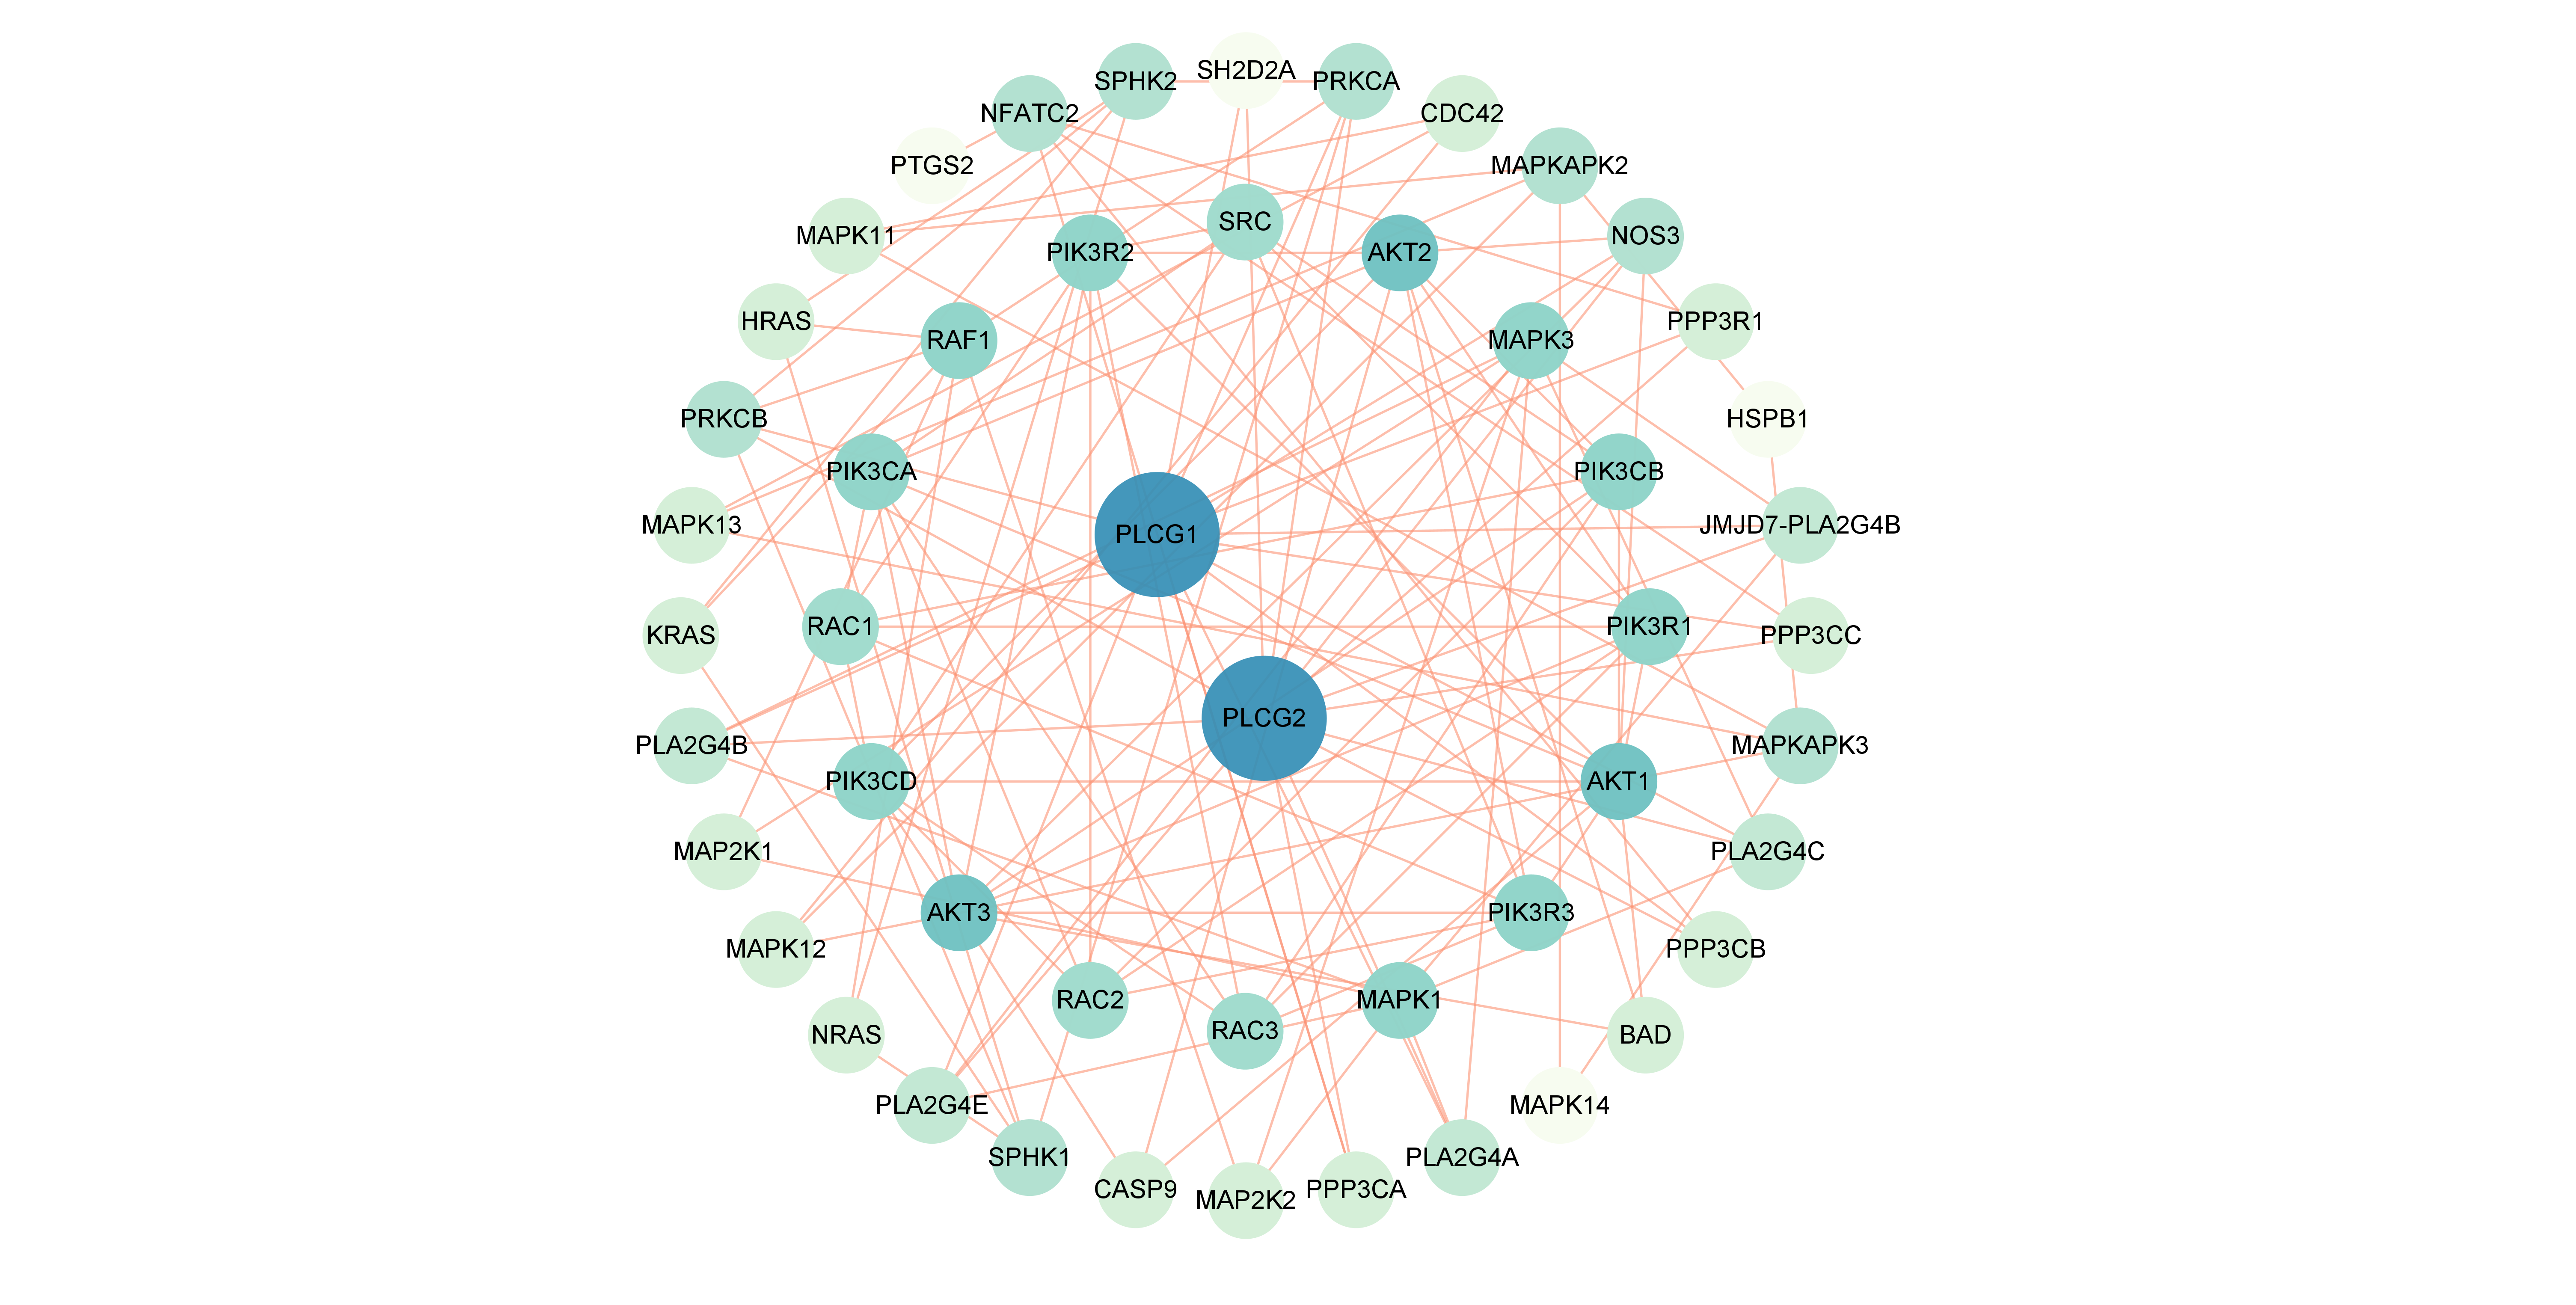 SH2D2A
SPHK2
PRKCA
NFATC2
CDC42
PTGS2
MAPKAPK2
SRC
MAPK11
NOS3
PIK3R2
AKT2
HRAS
PPP3R1
RAF1
MAPK3
PRKCB
HSPB1
PIK3CA
PIK3CB
MAPK13
JMJD7-PLA2G4B
PLCG1
RAC1
PIK3R1
KRAS
PPP3CC
PLCG2
PLA2G4B
MAPKAPK3
PIK3CD
AKT1
MAP2K1
PLA2G4C
AKT3
PIK3R3
MAPK12
PPP3CB
RAC2
MAPK1
RAC3
NRAS
BAD
PLA2G4E
MAPK14
SPHK1
PLA2G4A
CASP9
PPP3CA
MAP2K2